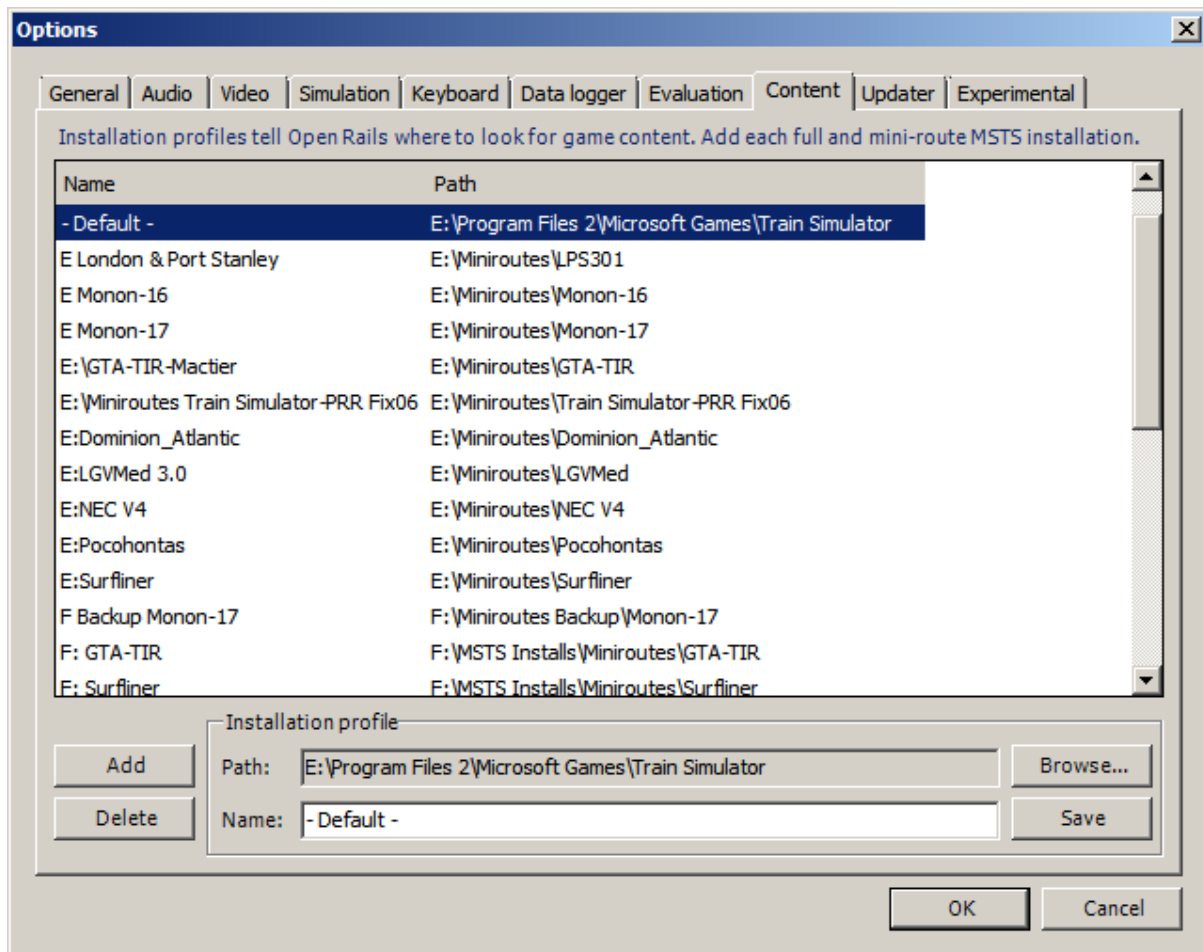 Options
General Audio Video Simulation Keyboard Data logger Evaluation Content Updater Experimental
Installation profiles tell Open Rails where to look for game content. Add each full and mini-route MSTS installation.
Name Path
- Default - E:\Program Files 2\Microsoft Games\Train Simulator
E London & Port Stanley E:\Miniroutes\LPS301
E Monon-16 E:\Miniroutes\Monon-16
E Monon-17 E:\Miniroutes\Monon-17
E:\GTA-TIR-Mactier E:\Miniroutes\GTA-TIR
E:\Miniroutes Train Simulator-PRR Fix06 E:\Miniroutes\Train Simulator-PRR Fix06
E:Dominion_Atlantic E:\Miniroutes\Dominion_Atlantic
E:LGVMed 3.0 E:\Miniroutes\LGVMed
E:NEC V4 E:\Miniroutes\NEC V4
E:Pocohontas E:\Miniroutes\Pocohontas
E:Surfliner E:\Miniroutes\Surfliner
F Backup Monon-17 F:\Miniroutes Backup\Monon-17
F: GTA-TIR F:\MSTS Installs\Miniroutes\GTA-TIR
F: Surfliner F:\MSTS Installs\Miniroutes\Surfliner
Installation profile
Add Path: E:\Program Files 2\Microsoft Games\Train Simulator Browse...
Delete Name: - Default - Save
OK Cancel